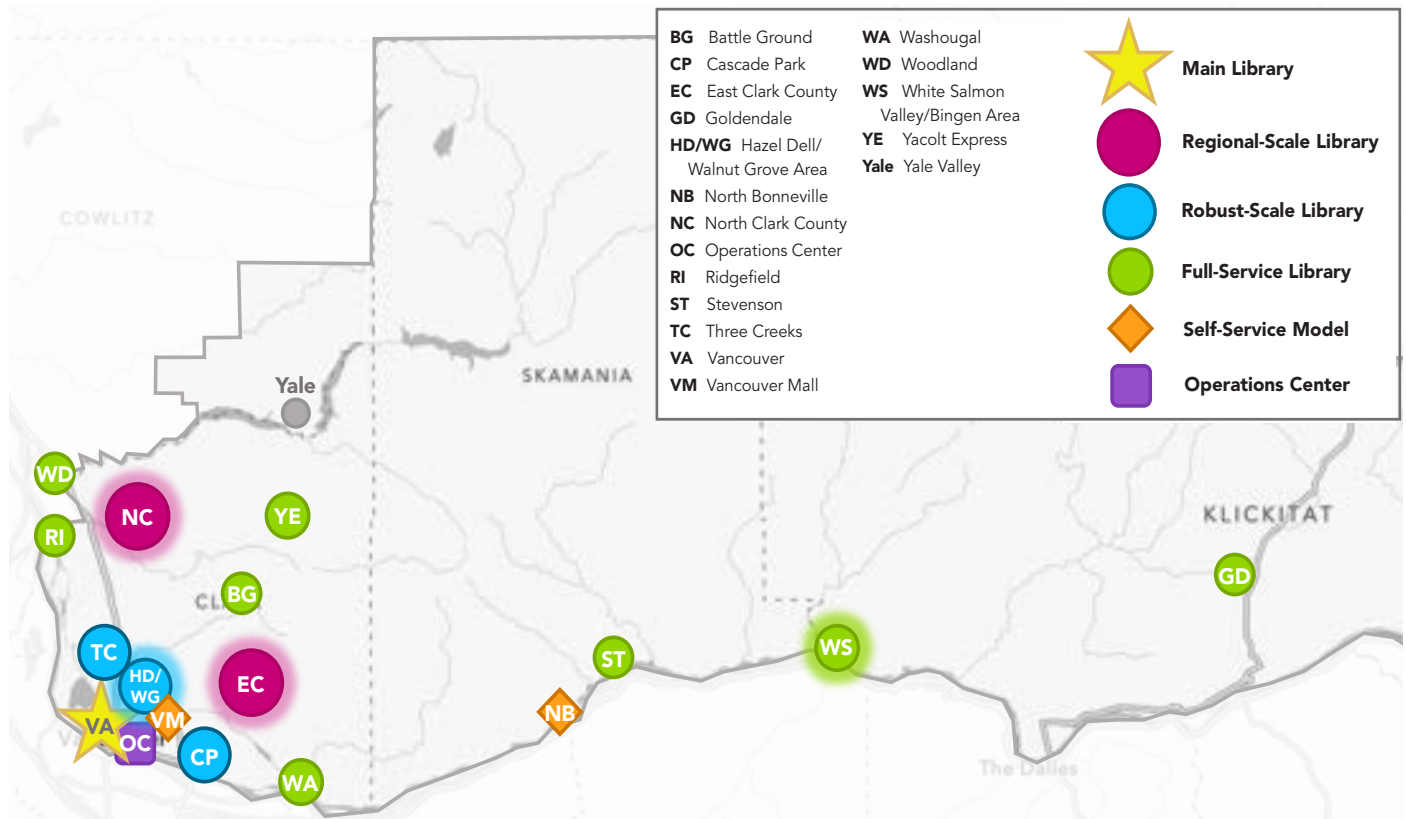 BG Battle Ground
CP Cascade Park
EC East Clark County
GD Goldendale
HD/WG Hazel Dell/
Walnut Grove Area
NB North Bonneville
NC North Clark County
OC Operations Center
RI Ridgefield
ST Stevenson
TC Three Creeks
VA Vancouver
VM Vancouver Mall
WA Washougal
WD Woodland
WS White Salmon
Valley/Bingen Area
YE Yacolt Express
Yale Yale Valley
Main Library
Regional-Scale Library
Robust-Scale Library
Full-Service Library
Self-Service Model
Operations Center
COWLITZ
SKAMANIA
Yale
WD
NC
YE
KLICKITAT
RI
GD
BG
TC
HD/
WG
EC
ST
WS
VA
VM
NB
OC
CP
WA
The Dalles